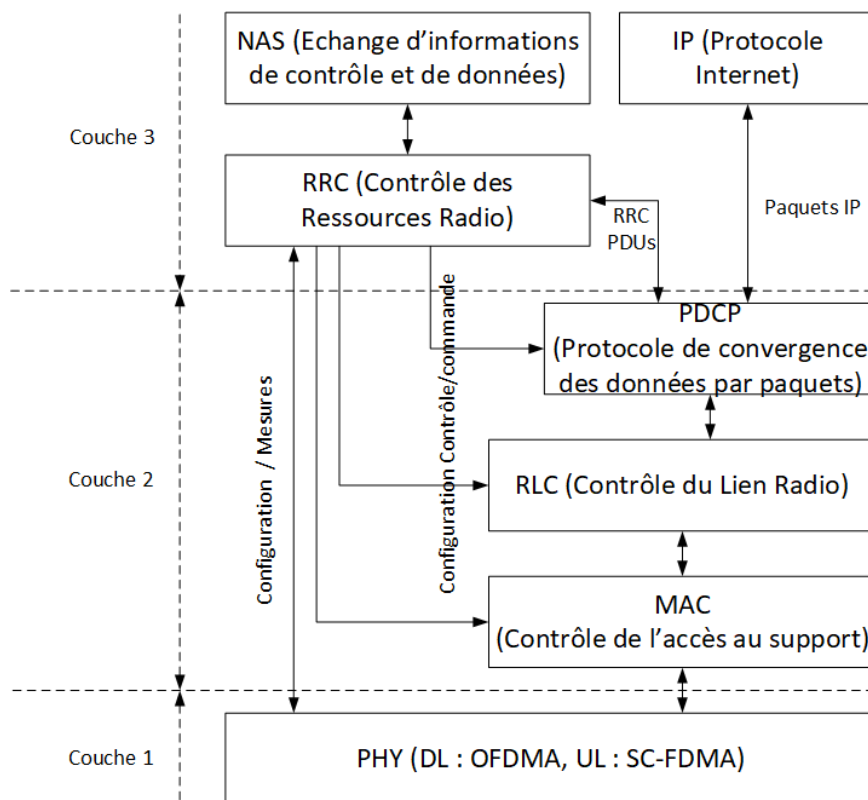 NAS (Echange d'informations
de contrôle et de données)
IP (Protocole
Internet)
Couche 3
RRC (Contrôle des
Ressources Radio)
RRC
PDUs
Paquets IP
PDCP
(Protocole de convergence
des données par paquets)
Configuration / Mesures
Configuration Contrôle/commande
Couche 2
RLC (Contrôle du Lien Radio)
MAC
(Contrôle de l'accès au support)
Couche 1
PHY (DL : OFDMA, UL : SC-FDMA)